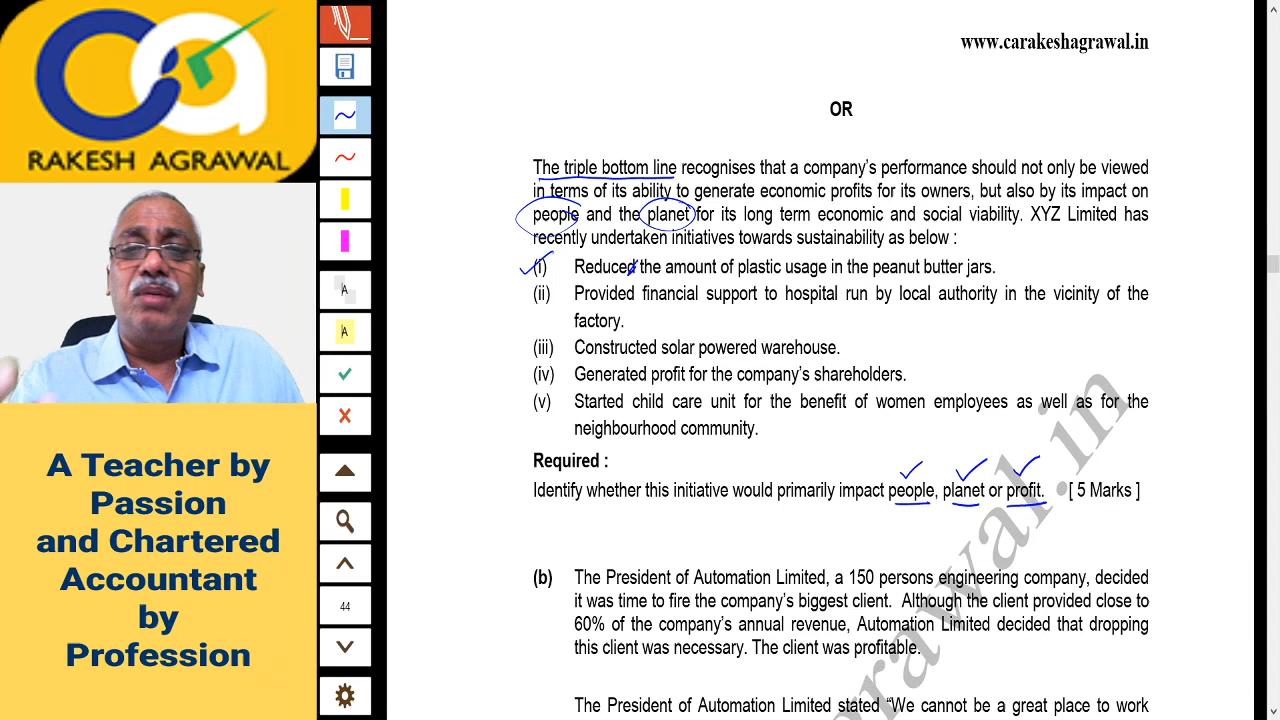 RAKESH AGRAWAL
A Teacher by
Passion
and Chartered
Accountant
by
Profession
A
A
44
www.carakeshagrawal.in
OR
The triple bottom line recognises that a company's performance should not only be viewed
in terms of its ability to generate economic profits for its owners, but also by its impact on
people and the planet for its long term economic and social viability. XYZ Limited has
recently undertaken initiatives towards sustainability as below :
(i) Reduced the amount of plastic usage in the peanut butter jars.
(ii) Provided financial support to hospital run by local authority in the vicinity of the
factory.
(iii) Constructed solar powered warehouse.
(iv) Generated profit for the company's shareholders.
(v) Started child care unit for the benefit of women employees as well as for the
neighbourhood community.
Required :
Identify whether this initiative would primarily impact people, planet or profit. [ 5 Marks ]
(b) The President of Automation Limited, a 150 persons engineering company, decided
it was time to fire the company's biggest client. Although the client provided close to
60% of the company's annual revenue, Automation Limited decided that dropping
this client was necessary. The client was profitable.
The President of Automation Limited stated “We cannot be a great place to work
rawal.in